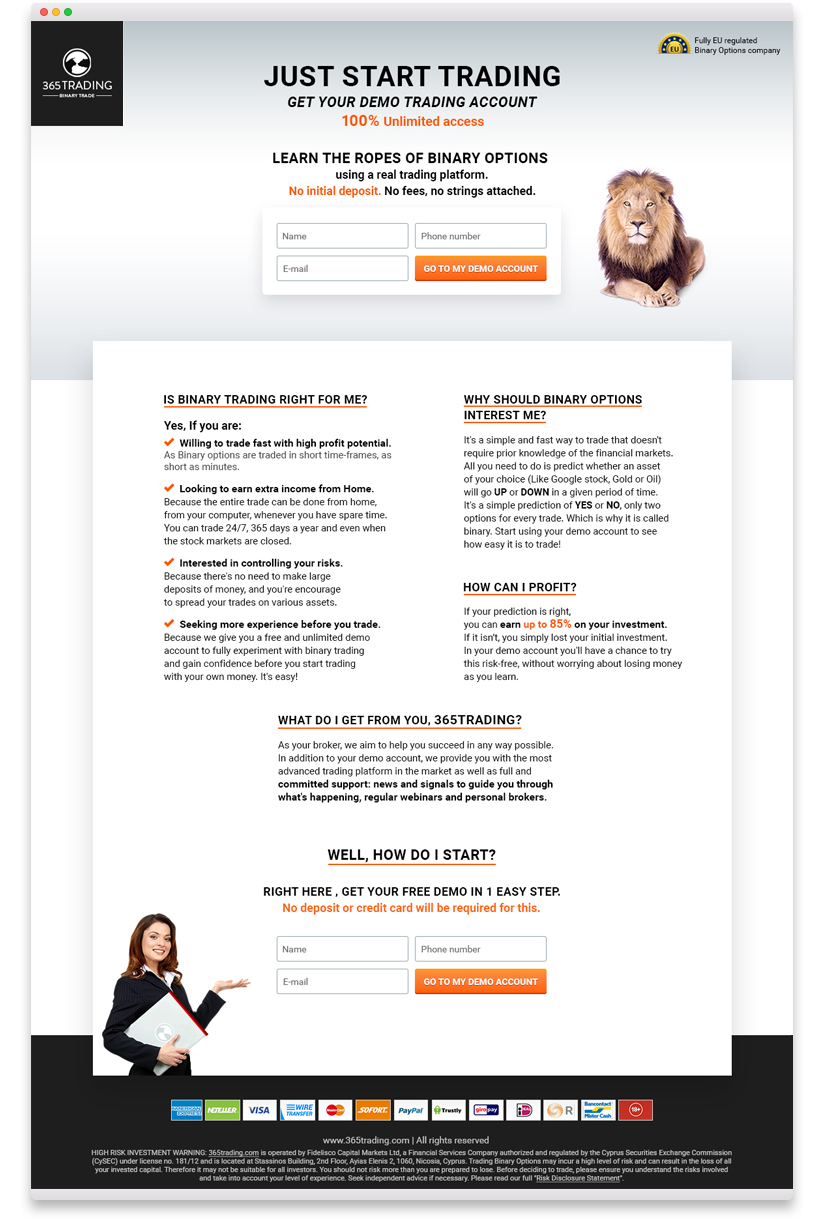 365TRADING
BINARY TRADE
EU
Fully EU regulated
Binary Options company
JUST START TRADING
GET YOUR DEMO TRADING ACCOUNT
100% Unlimited access
LEARN THE ROPES OF BINARY OPTIONS
using a real trading platform.
No initial deposit. No fees, no strings attached.
Name
Phone number
E-mail
GO TO MY DEMO ACCOUNT
IS BINARY TRADING RIGHT FOR ME?
Yes, If you are:
Willing to trade fast with high profit potential.
As Binary options are traded in short time-frames, as
short as minutes.
Looking to earn extra income from Home.
Because the entire trade can be done from home,
from your computer, whenever you have spare time.
You can trade 24/7, 365 days a year and even when
the stock markets are closed.
Interested in controlling your risks.
Because there's no need to make large
deposits of money, and you're encourage
to spread your trades on various assets.
Seeking more experience before you trade.
Because we give you a free and unlimited demo
account to fully experiment with binary trading
and gain confidence before you start trading
with your own money. It's easy!
WHY SHOULD BINARY OPTIONS
INTEREST ME?
It's a simple and fast way to trade that doesn't
require prior knowledge of the financial markets.
All you need to do is predict whether an asset
of your choice (Like Google stock, Gold or Oil)
will go UP or DOWN in a given period of time.
It's a simple prediction of YES or NO, only two
options for every trade. Which is why it is called
binary. Start using your demo account to see
how easy it is to trade!
HOW CAN I PROFIT?
If your prediction is right,
you can earn up to 85% on your investment.
If it isn't, you simply lost your initial investment.
In your demo account you'll have a chance to try
this risk-free, without worrying about losing money
as you learn.
WHAT DO I GET FROM YOU, 365TRADING?
As your broker, we aim to help you succeed in any way possible.
In addition to your demo account, we provide you with the most
advanced trading platform in the market as well as full and
committed support: news and signals to guide you through
what's happening, regular webinars and personal brokers.
WELL, HOW DO I START?
RIGHT HERE , GET YOUR FREE DEMO IN 1 EASY STEP.
No deposit or credit card will be required for this.
Name
Phone number
E-mail
GO TO MY DEMO ACCOUNT
AMERICAN EXPRESS
NETELLER
VISA
WIRE TRANSFER
MasterCard
SOFORT
PayPal
Trustly
giropay
iD
R
Bancontact Mister Cash
18+
www.365trading.com | All rights reserved
HIGH RISK INVESTMENT WARNING: 365trading.com is operated by Fidelisco Capital Markets Ltd, a Financial Services Company authorized and regulated by the Cyprus Securities Exchange Commission
(CySEC) under license no. 181/12 and is located at Stassinos Building, 2nd Floor, Ayias Elenis 2, 1060, Nicosia, Cyprus. Trading Binary Options may incur a high level of risk and can result in the loss of all
your invested capital. Therefore it may not be suitable for all investors. You should not risk more than you are prepared to lose. Before deciding to trade, please ensure you understand the risks involved
and take into account your level of experience. Seek independent advice if necessary. Please read our full "Risk Disclosure Statement".